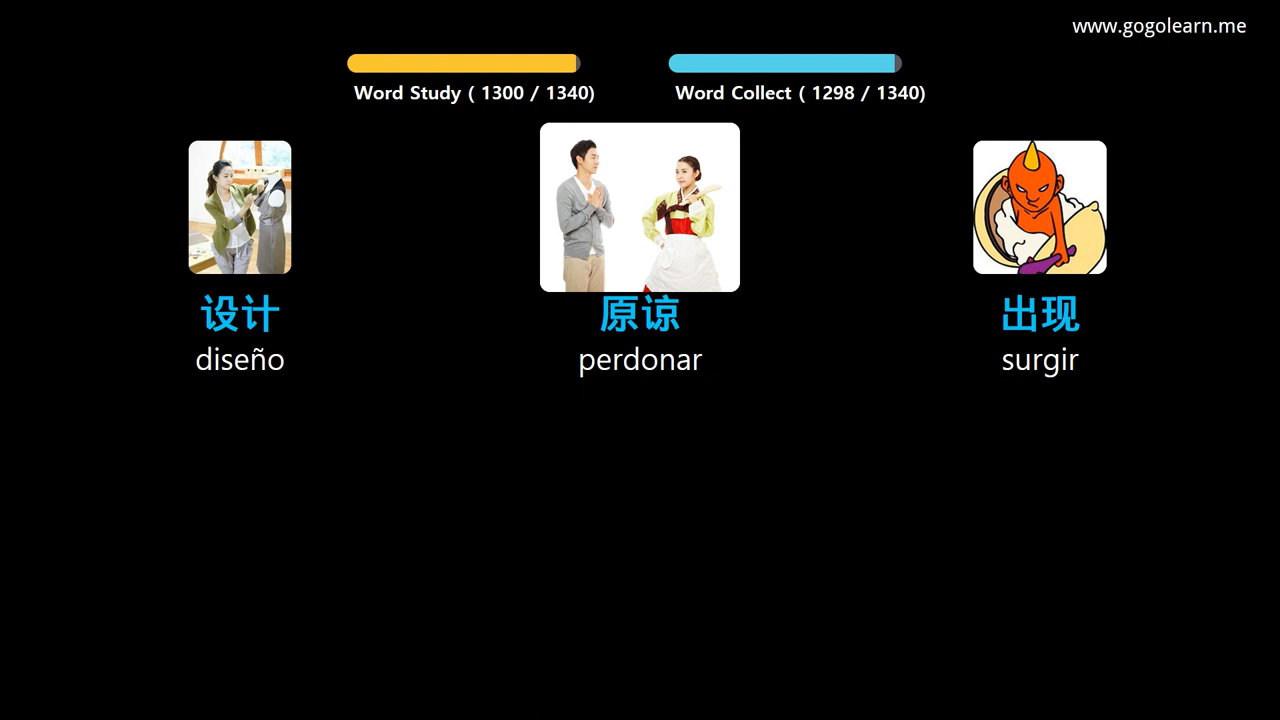 www.gogolearn.me
Word Study ( 1300 / 1340)
Word Collect ( 1298 / 1340)
设计
diseño
原谅
perdonar
出现
surgir